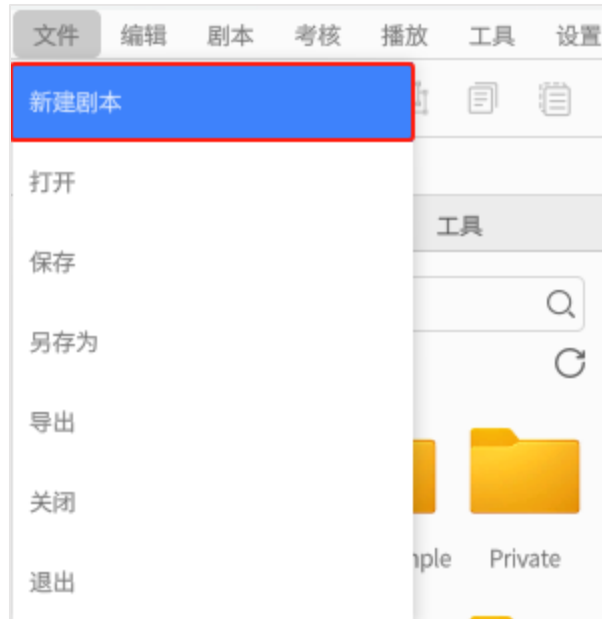 文件 编辑 剧本 考核 播放 工具 设置
新建剧本
打开
工具
保存
另存为
导出
关闭
Private
退出